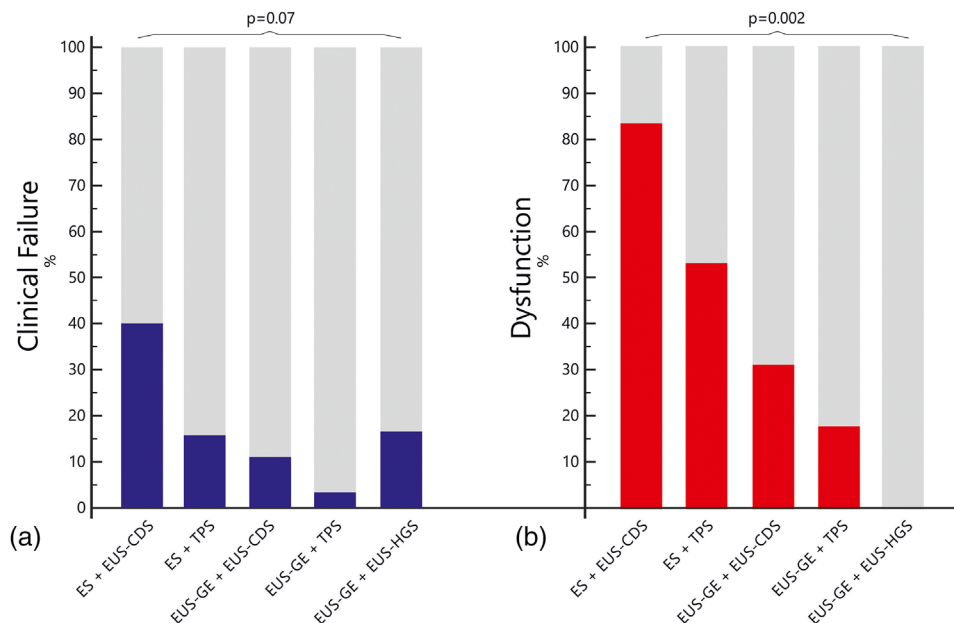 p=0.07
Clinical Failure
%
100
90
80
70
60
50
40
30
20
10
0
ES + EUS-CDS
ES + TPS
EUS-GE + EUS-CDS
EUS-GE + TPS
EUS-GE + EUS-HGS
(a)
p=0.002
Dysfunction
%
100
90
80
70
60
50
40
30
20
10
0
ES + EUS-CDS
ES + TPS
EUS-GE + EUS-CDS
EUS-GE + TPS
EUS-GE + EUS-HGS
(b)